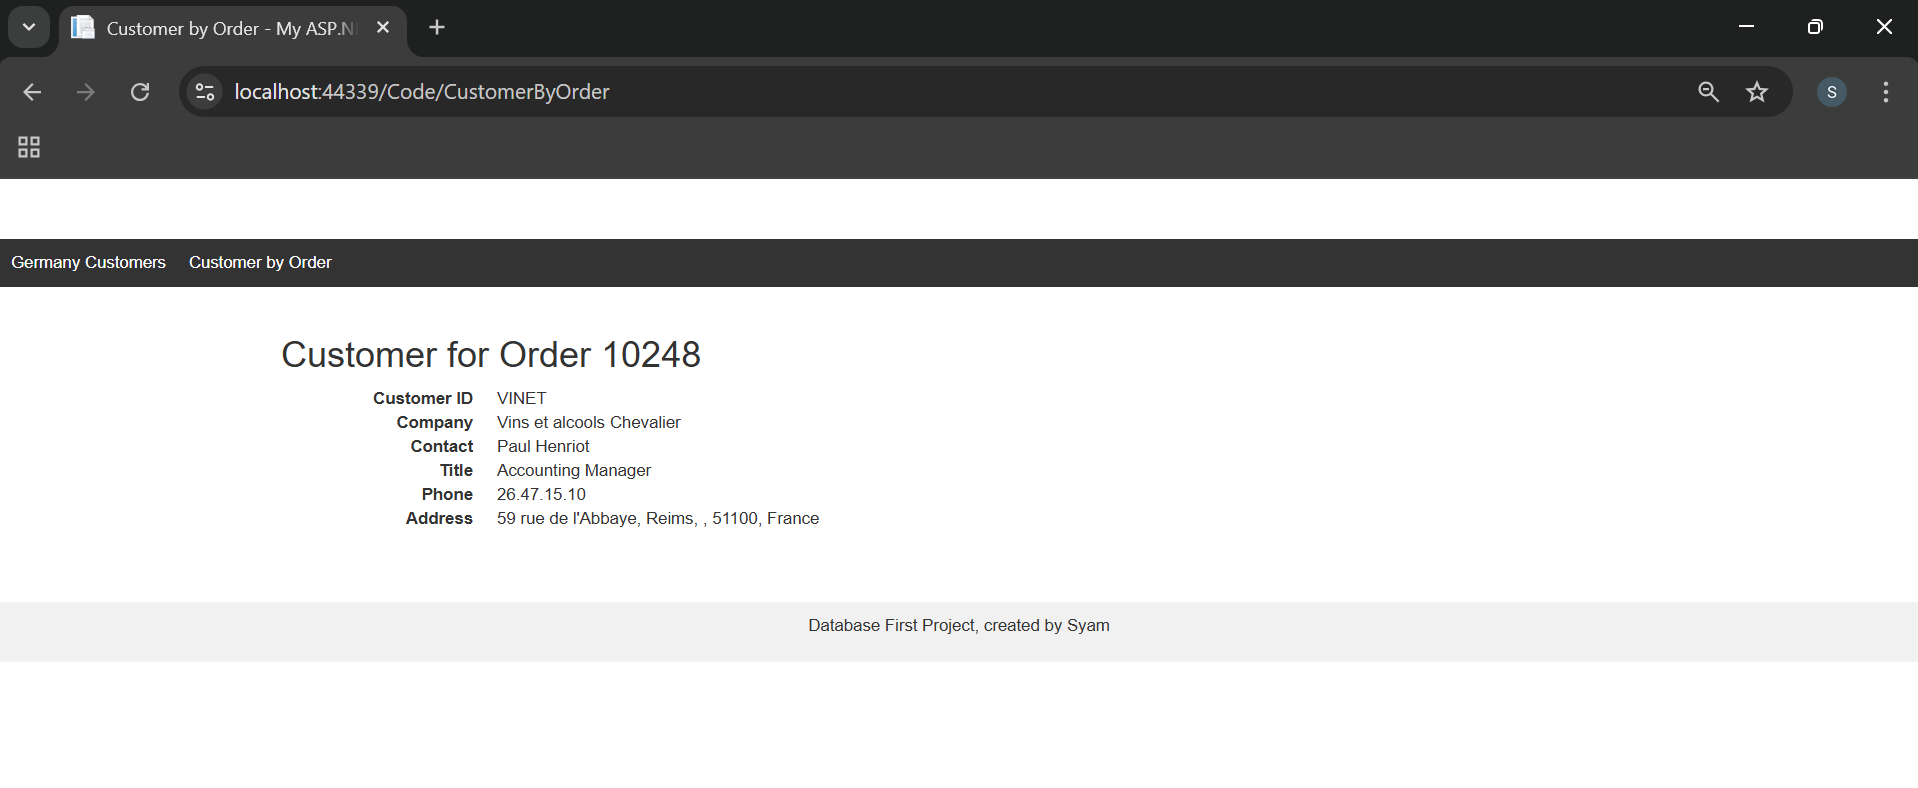 Customer by Order - My ASP.N
localhost:44339/Code/CustomerByOrder
S
Germany Customers Customer by Order
Customer for Order 10248
Customer ID VINET
Company Vins et alcools Chevalier
Contact Paul Henriot
Title Accounting Manager
Phone 26.47.15.10
Address 59 rue de l'Abbaye, Reims, , 51100, France
Database First Project, created by Syam